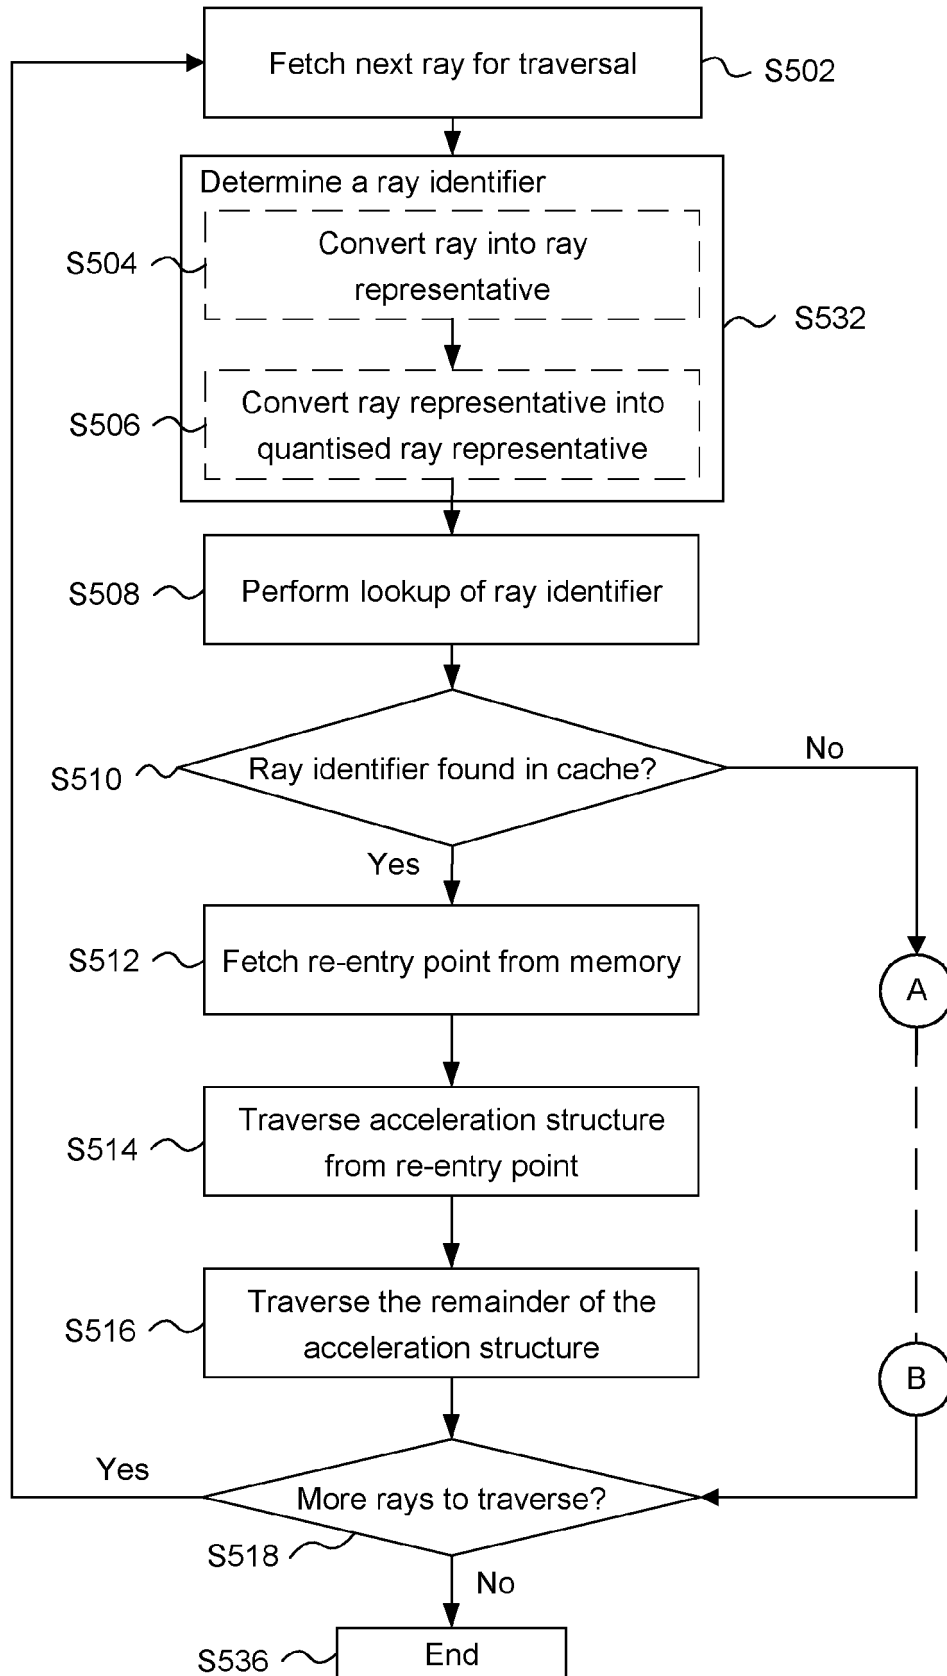 Fetch next ray for traversal
S502
Determine a ray identifier
Convert ray into ray
representative
S504
S532
Convert ray representative into
quantised ray representative
S506
Perform lookup of ray identifier
S508
Ray identifier found in cache?
S510
No
Yes
Fetch re-entry point from memory
S512
A
Traverse acceleration structure
from re-entry point
S514
Traverse the remainder of the
acceleration structure
S516
B
Yes
More rays to traverse?
S518
No
End
S536